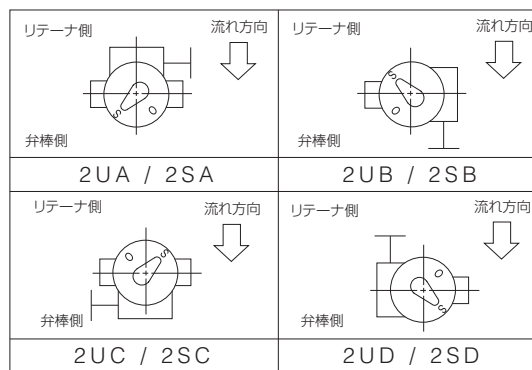 リテーナ側 流れ方向
S O
弁棒側
2UA / 2SA
リテーナ側 流れ方向
S
O
弁棒側
2UB / 2SB
リテーナ側 流れ方向
O S
弁棒側
2UC / 2SC
リテーナ側 流れ方向
O
S
弁棒側
2UD / 2SD